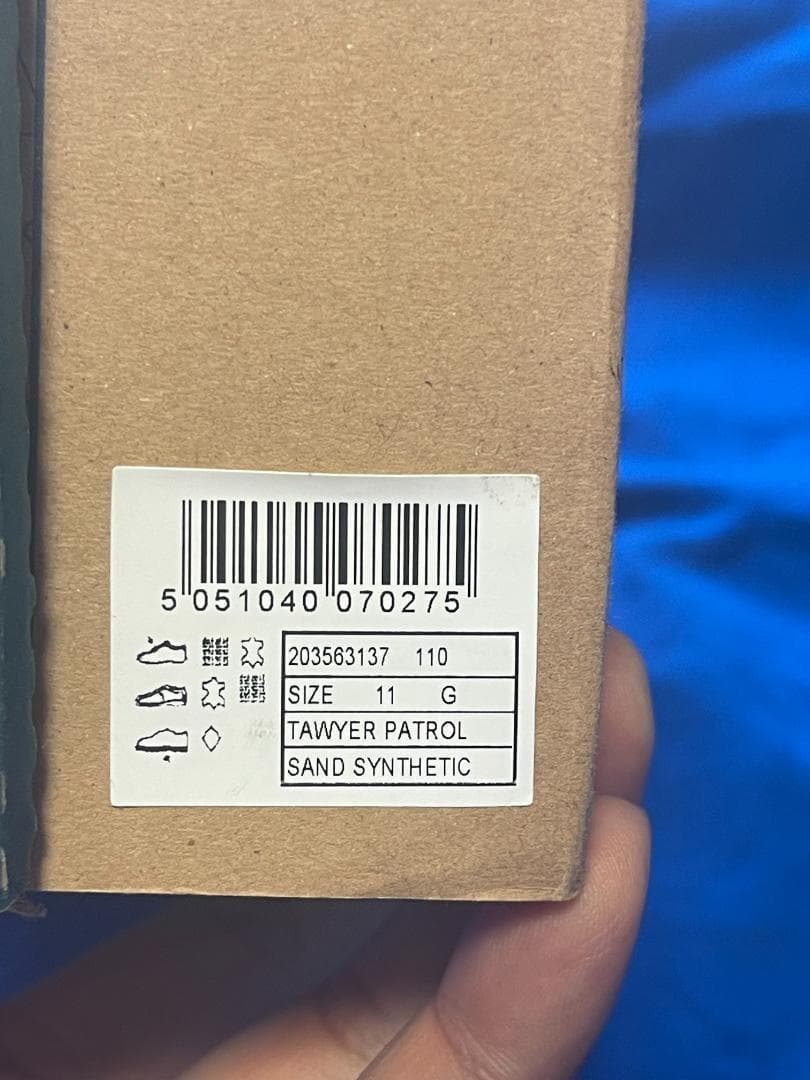 5 051040 070275
203563137 110
SIZE 11 G
TAWYER PATROL
SAND SYNTHETIC